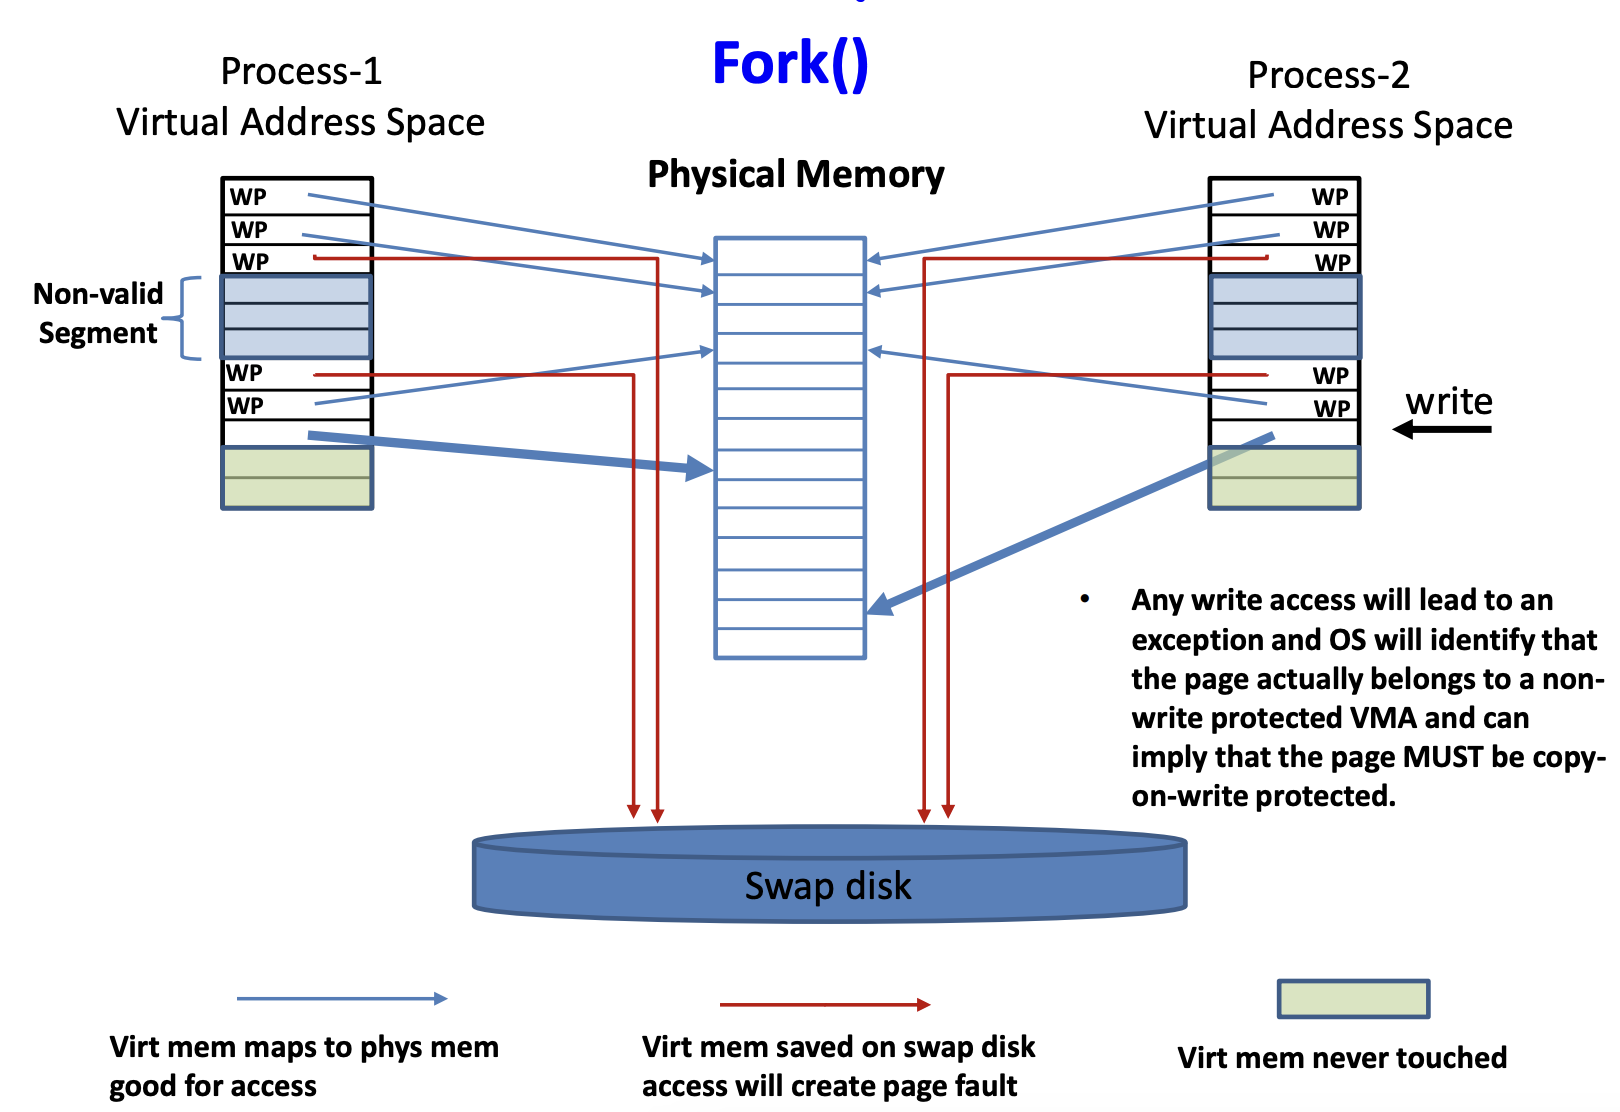 Fork()
Process-1
Virtual Address Space
Process-2
Virtual Address Space
Physical Memory
WP
WP
WP
WP
WP
WP
Non-valid
Segment
WP
WP
WP
WP
write
• Any write access will lead to an
exception and OS will identify that
the page actually belongs to a non-
write protected VMA and can
imply that the page MUST be copy-
on-write protected.
Swap disk
Virt mem maps to phys mem
good for access
Virt mem saved on swap disk
access will create page fault
Virt mem never touched